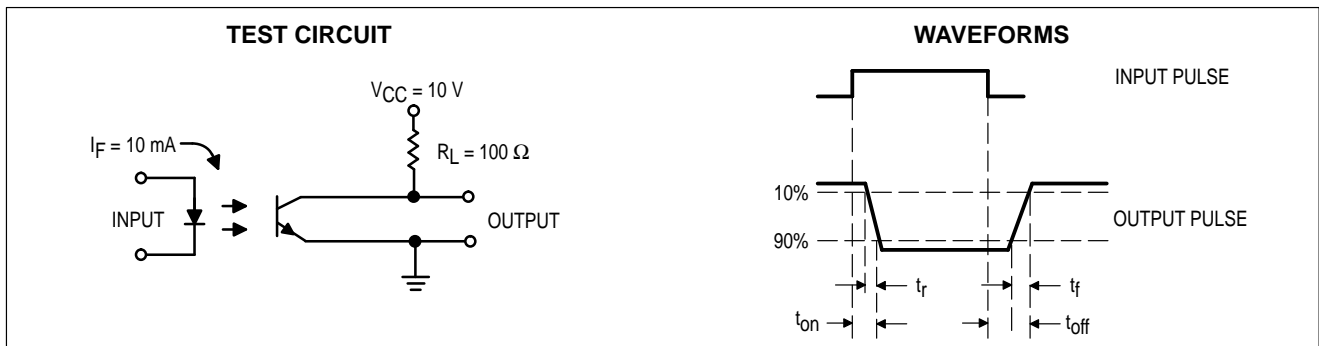 TEST CIRCUIT
VCC = 10 V
IF = 10 mA
RL = 100 Ω
INPUT
OUTPUT
WAVEFORMS
INPUT PULSE
10%
OUTPUT PULSE
90%
tr
tf
ton
toff